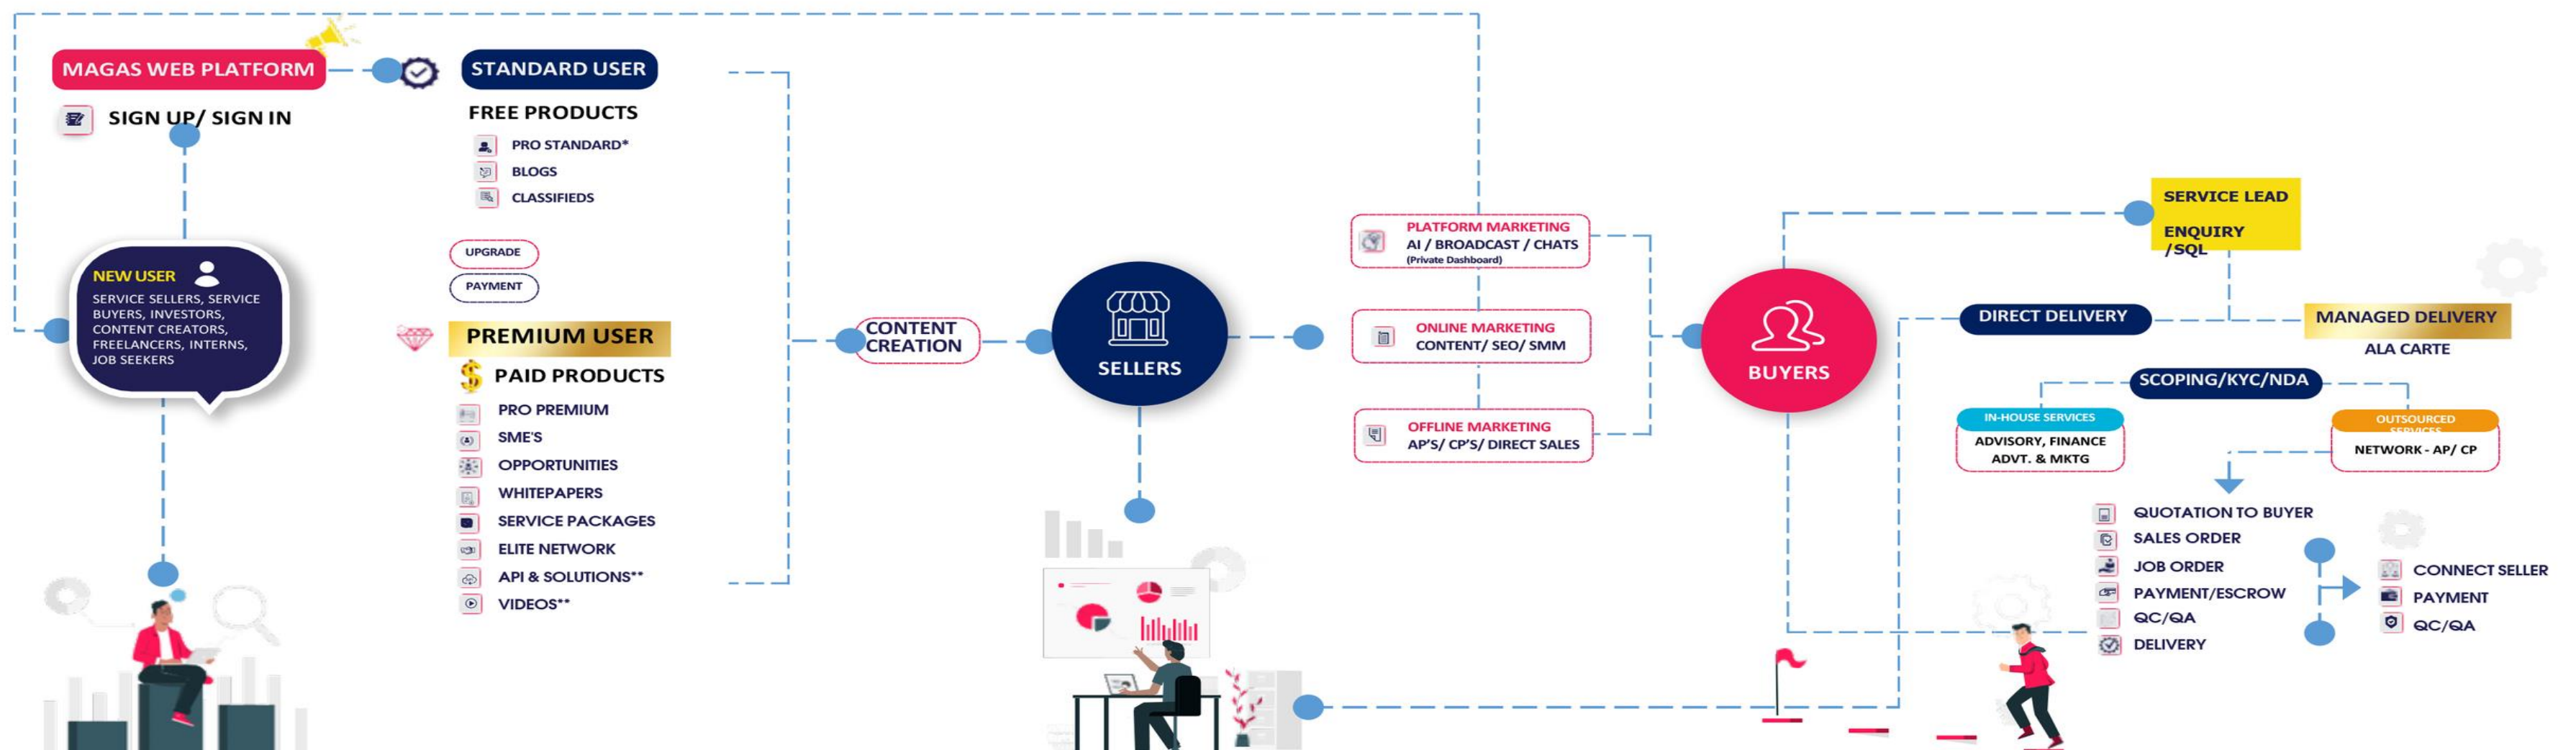 MAGAS WEB PLATFORM
SIGN UP/ SIGN IN
NEW USER
SERVICE SELLERS, SERVICE
BUYERS, INVESTORS,
CONTENT CREATORS,
FREELANCERS, INTERNS,
JOB SEEKERS
STANDARD USER
FREE PRODUCTS
PRO STANDARD*
BLOGS
CLASSIFIEDS
UPGRADE
PAYMENT
PREMIUM USER
PAID PRODUCTS
PRO PREMIUM
SME'S
OPPORTUNITIES
WHITEPAPERS
SERVICE PACKAGES
ELITE NETWORK
API & SOLUTIONS**
VIDEOS**
CONTENT
CREATION
SELLERS
PLATFORM MARKETING
AI / BROADCAST / CHATS
(Private Dashboard)
ONLINE MARKETING
CONTENT/ SEO/ SMM
OFFLINE MARKETING
AP'S/ CP'S/ DIRECT SALES
BUYERS
SERVICE LEAD
ENQUIRY
/SQL
DIRECT DELIVERY
MANAGED DELIVERY
ALA CARTE
SCOPING/KYC/NDA
IN-HOUSE SERVICES
ADVISORY, FINANCE
ADVT. & MKTG
OUTSOURCED
SERVICES
NETWORK - AP/ CP
QUOTATION TO BUYER
SALES ORDER
JOB ORDER
PAYMENT/ESCROW
QC/QA
DELIVERY
CONNECT SELLER
PAYMENT
QC/QA